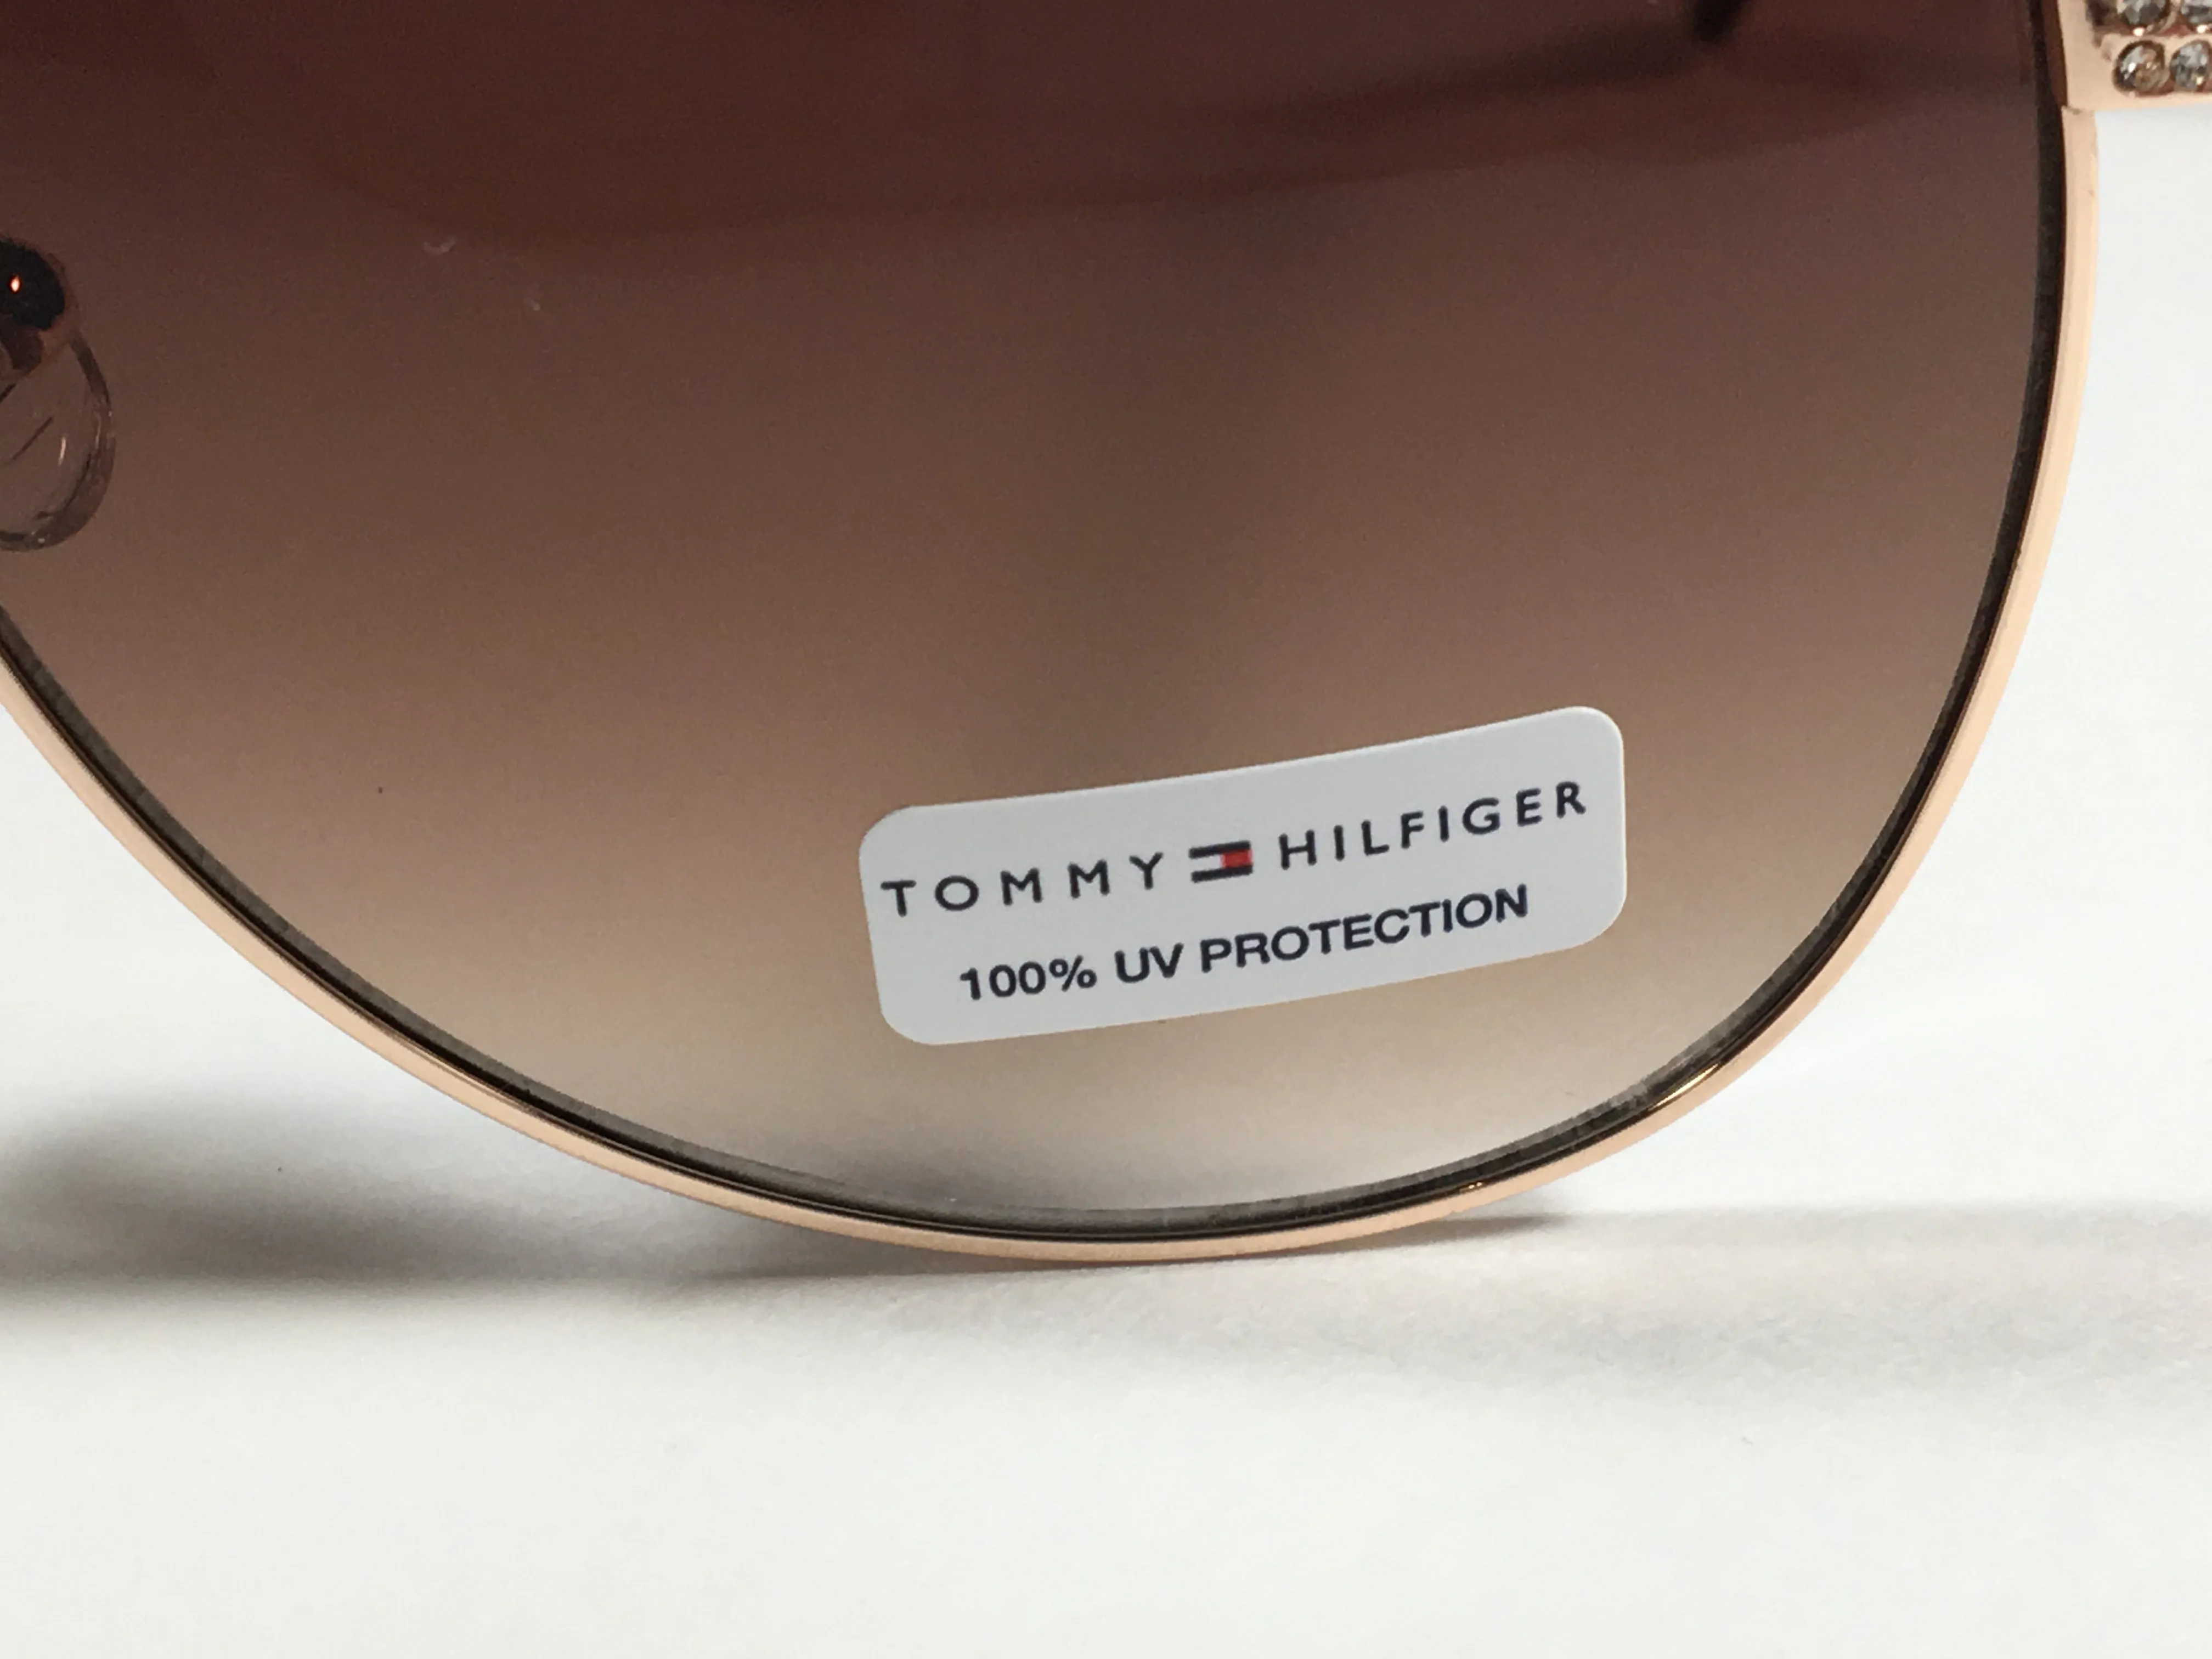 TOMMY HILFIGER
100% UV PROTECTION